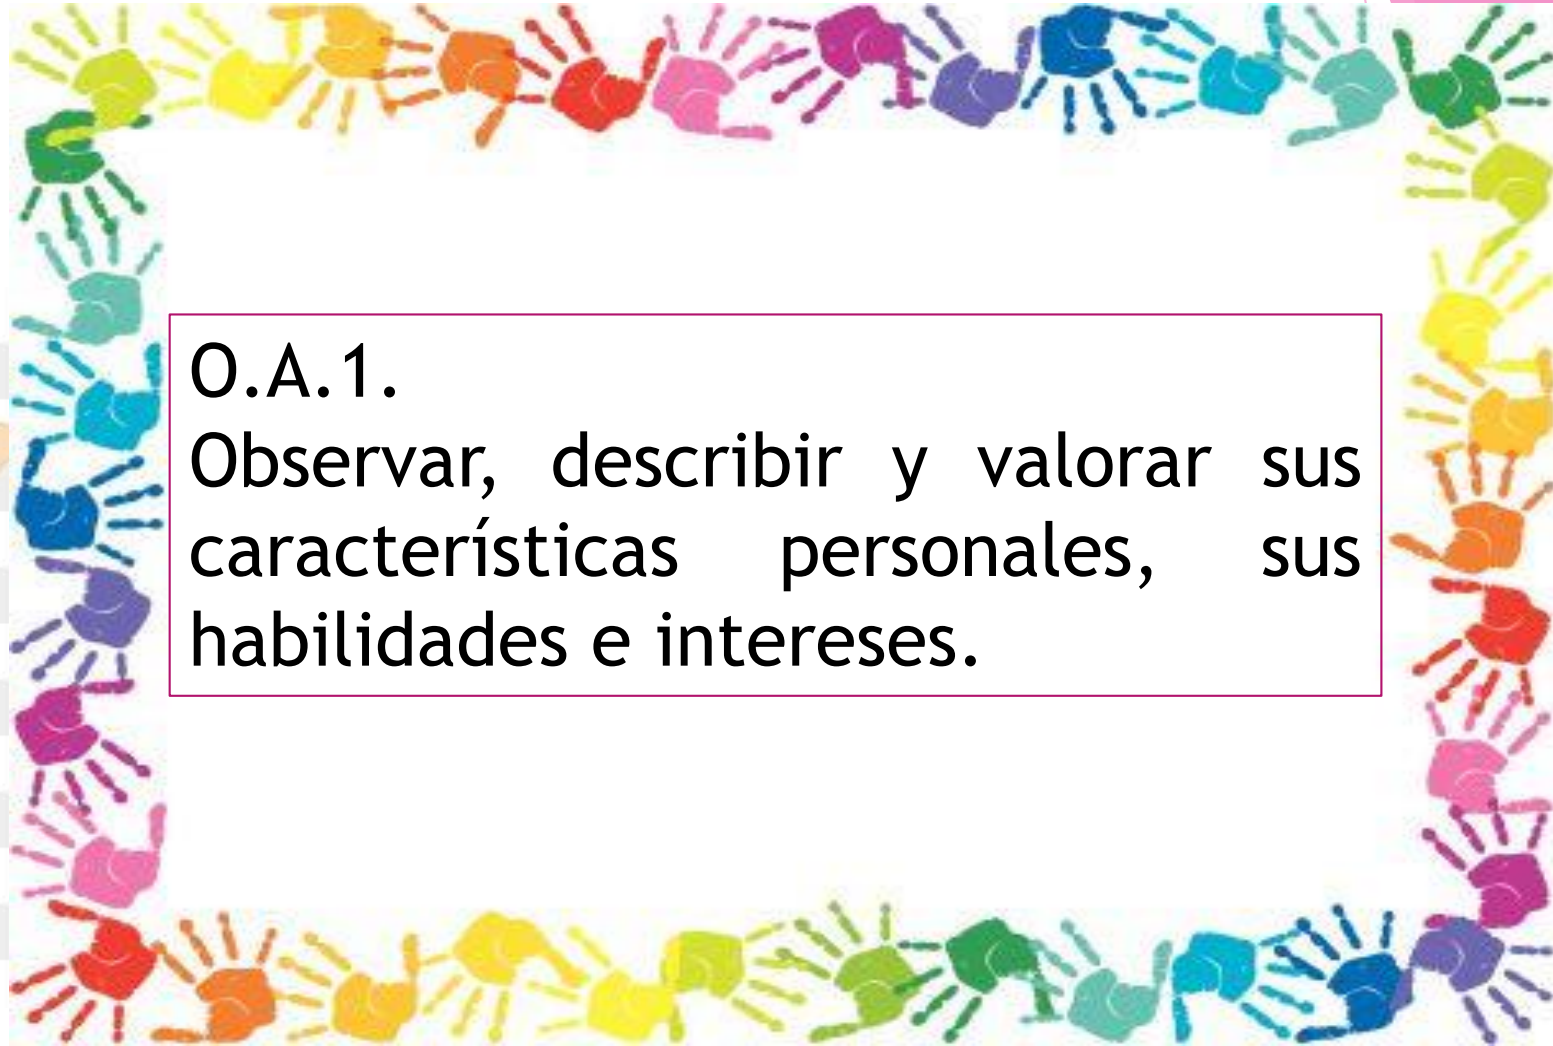 O.A.1.
Observar, describir y valorar sus
características personales, sus
habilidades e intereses.